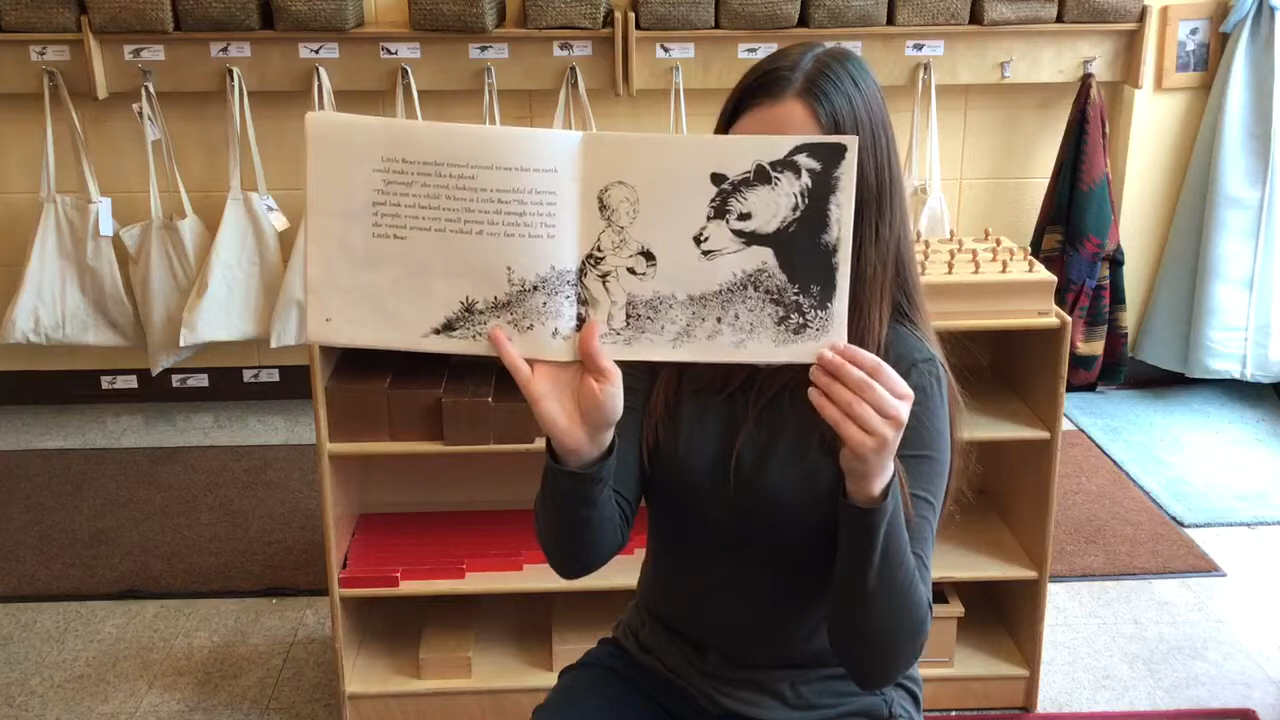 Little Bear's mother turned around to see what on earth
could make a noise like kuplunk!
"Garumpf!" she cried, choking on a mouthful of berries,
"This is not my child! Where is Little Bear?" She took one
good look and backed away. (She was old enough to be shy
of people, even a very small person like Little Sal.) Then
she turned around and walked off very fast to hunt for
Little Bear.